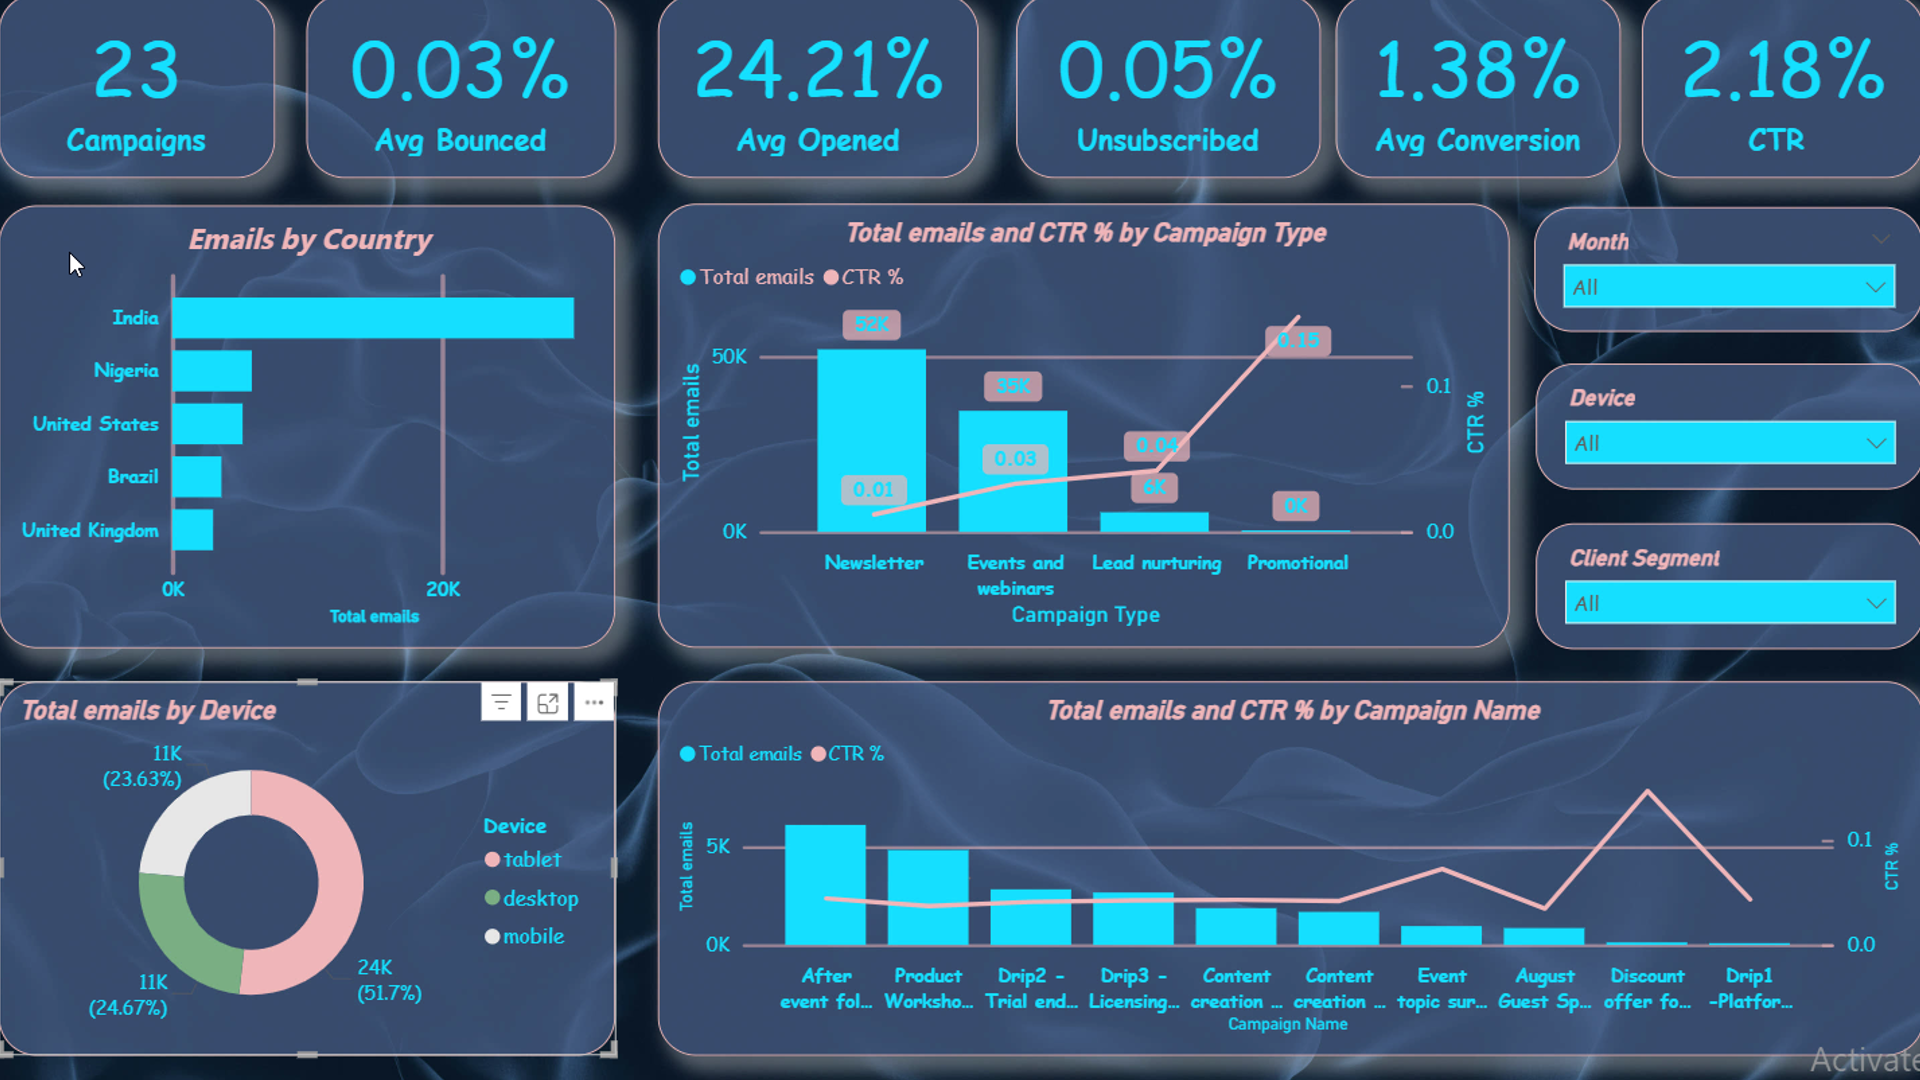 23
Campaigns
0.03%
Avg Bounced
24.21%
Avg Opened
0.05%
Unsubscribed
1.38%
Avg Conversion
2.18%
CTR
Emails by Country
India
Nigeria
United States
Brazil
United Kingdom
0K
20K
Total emails
Total emails and CTR % by Campaign Type
Total emails
CTR %
Total emails
50K
0K
52K
35K
6K
0K
0.01
0.03
0.04
0.15
0.1
0.0
CTR %
Newsletter
Events and
webinars
Lead nurturing
Promotional
Campaign Type
Month
All
Device
All
Client Segment
All
Total emails by Device
11K
(23.63%)
11K
(24.67%)
24K
(51.7%)
Device
tablet
desktop
mobile
Total emails and CTR % by Campaign Name
Total emails
CTR %
Total emails
5K
0K
0.1
0.0
CTR %
After
event fol...
Product
Worksho...
Drip2 -
Trial end...
Drip3 -
Licensing...
Content
creation ...
Content
creation ...
Event
topic sur...
August
Guest Sp...
Discount
offer fo...
Drip1
-Platfor...
Campaign Name
Activate